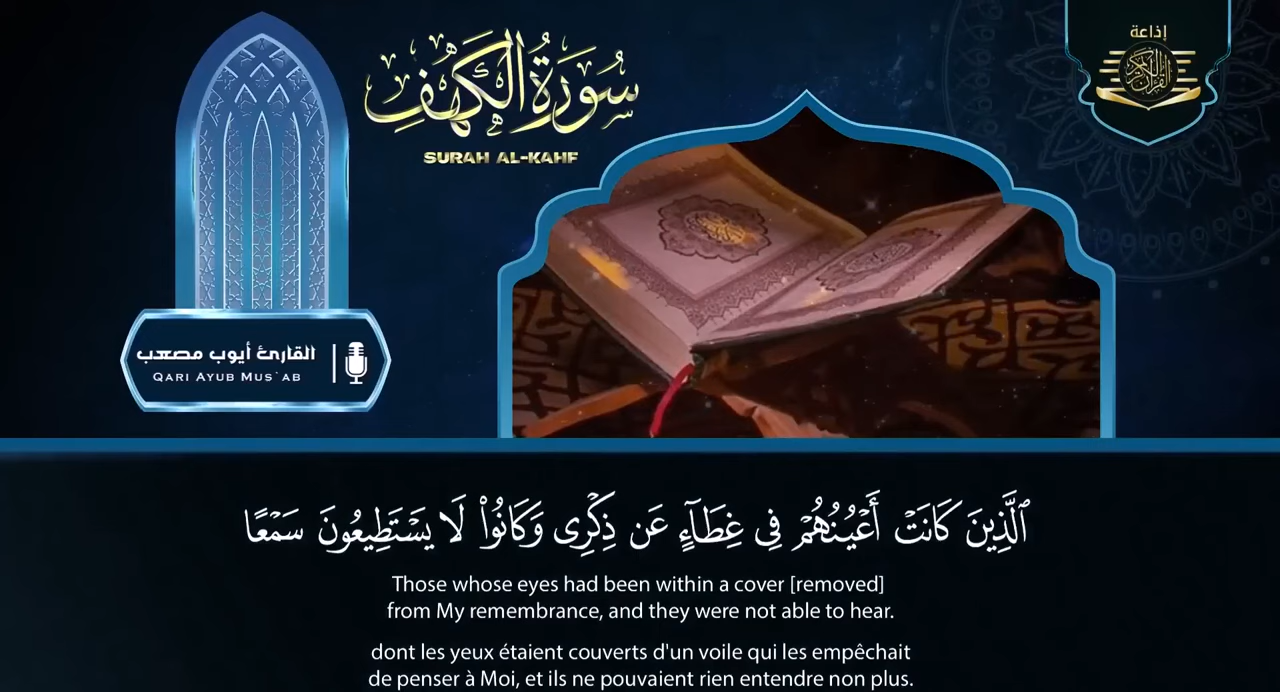 سُورَةُ الكَهْفِ
SURAH AL-KAHF
إذاعة
القرآن الكريم
القارئ أيوب مصعب
QARI AYUB MUS`AB
ٱلَّذِينَ كَانَتْ أَعْيُنُهُمْ فِى غِطَآءٍ عَن ذِكْرِى وَكَانُوا۟ لَا يَسْتَطِيعُونَ سَمْعًا
Those whose eyes had been within a cover [removed]
from My remembrance, and they were not able to hear.
dont les yeux étaient couverts d'un voile qui les empêchait
de penser à Moi, et ils ne pouvaient rien entendre non plus.